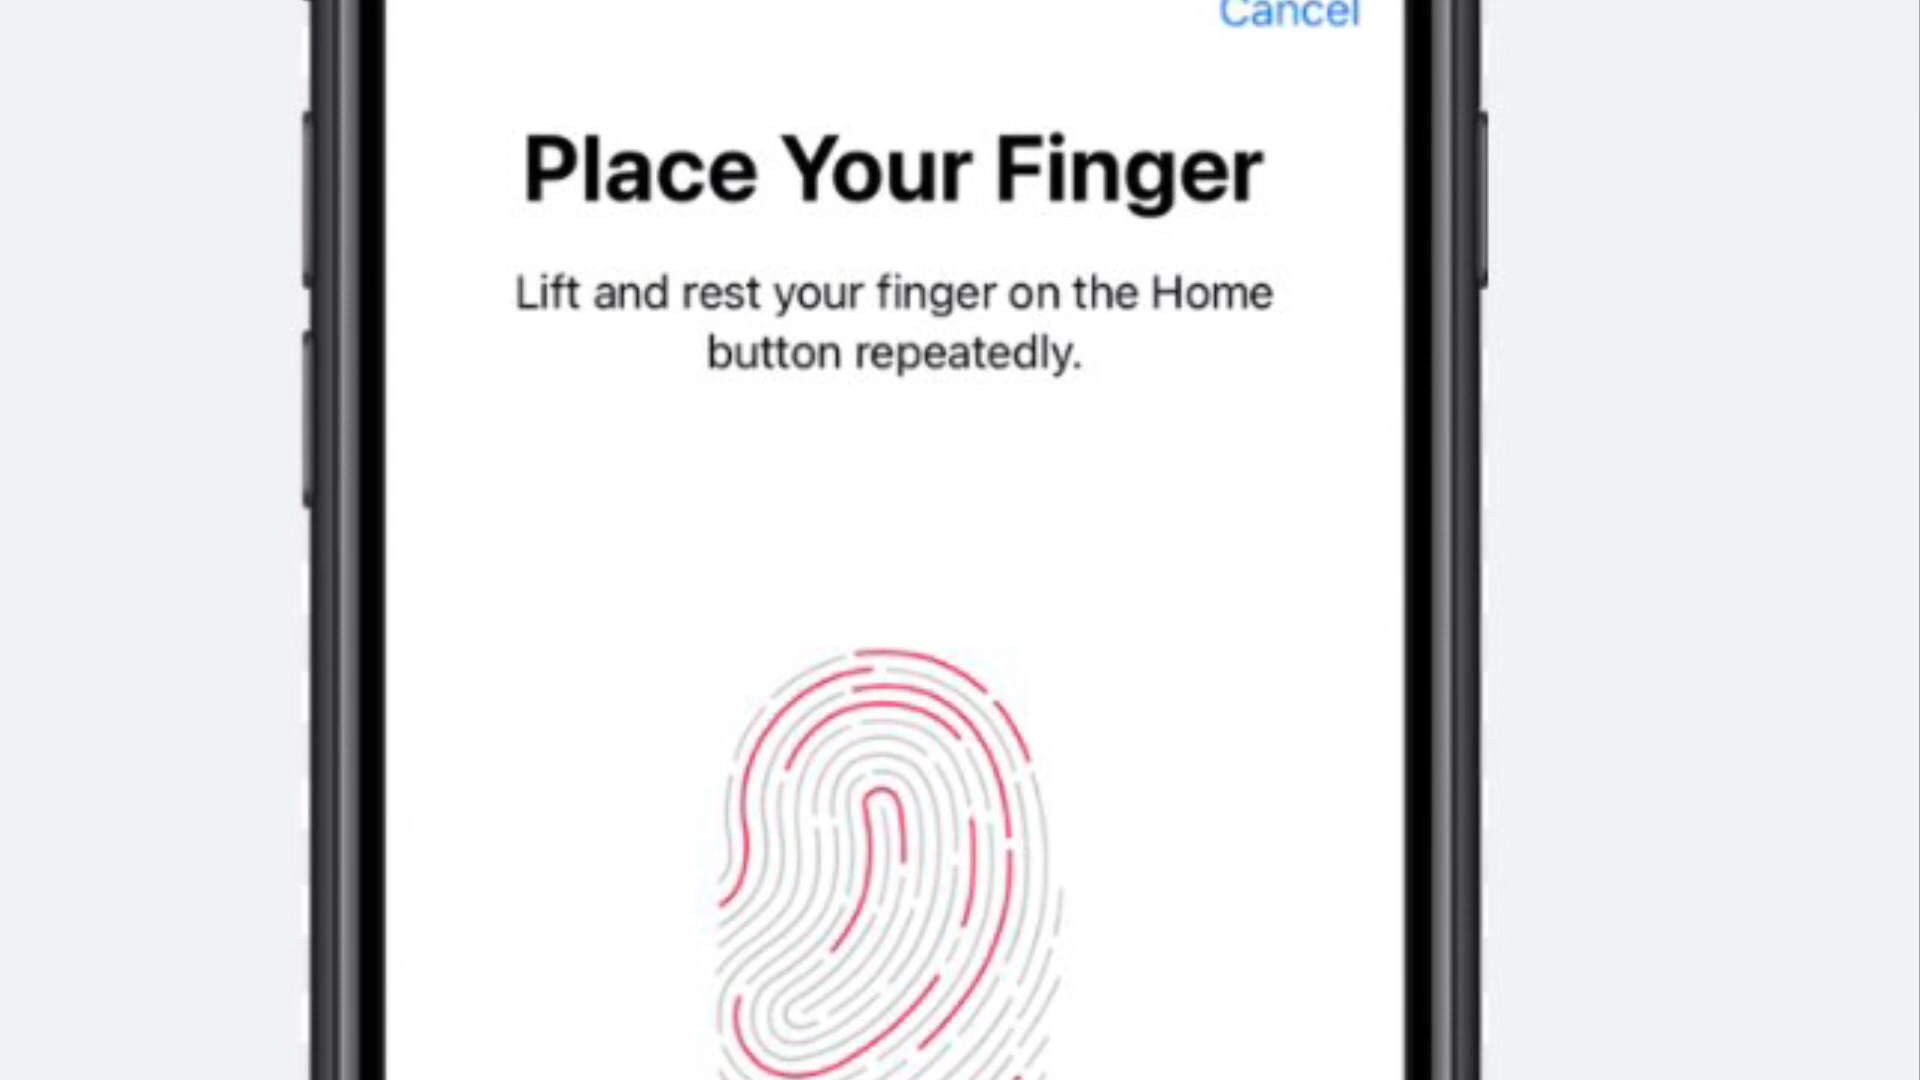 Cancel
Place Your Finger
Lift and rest your finger on the Home
button repeatedly.